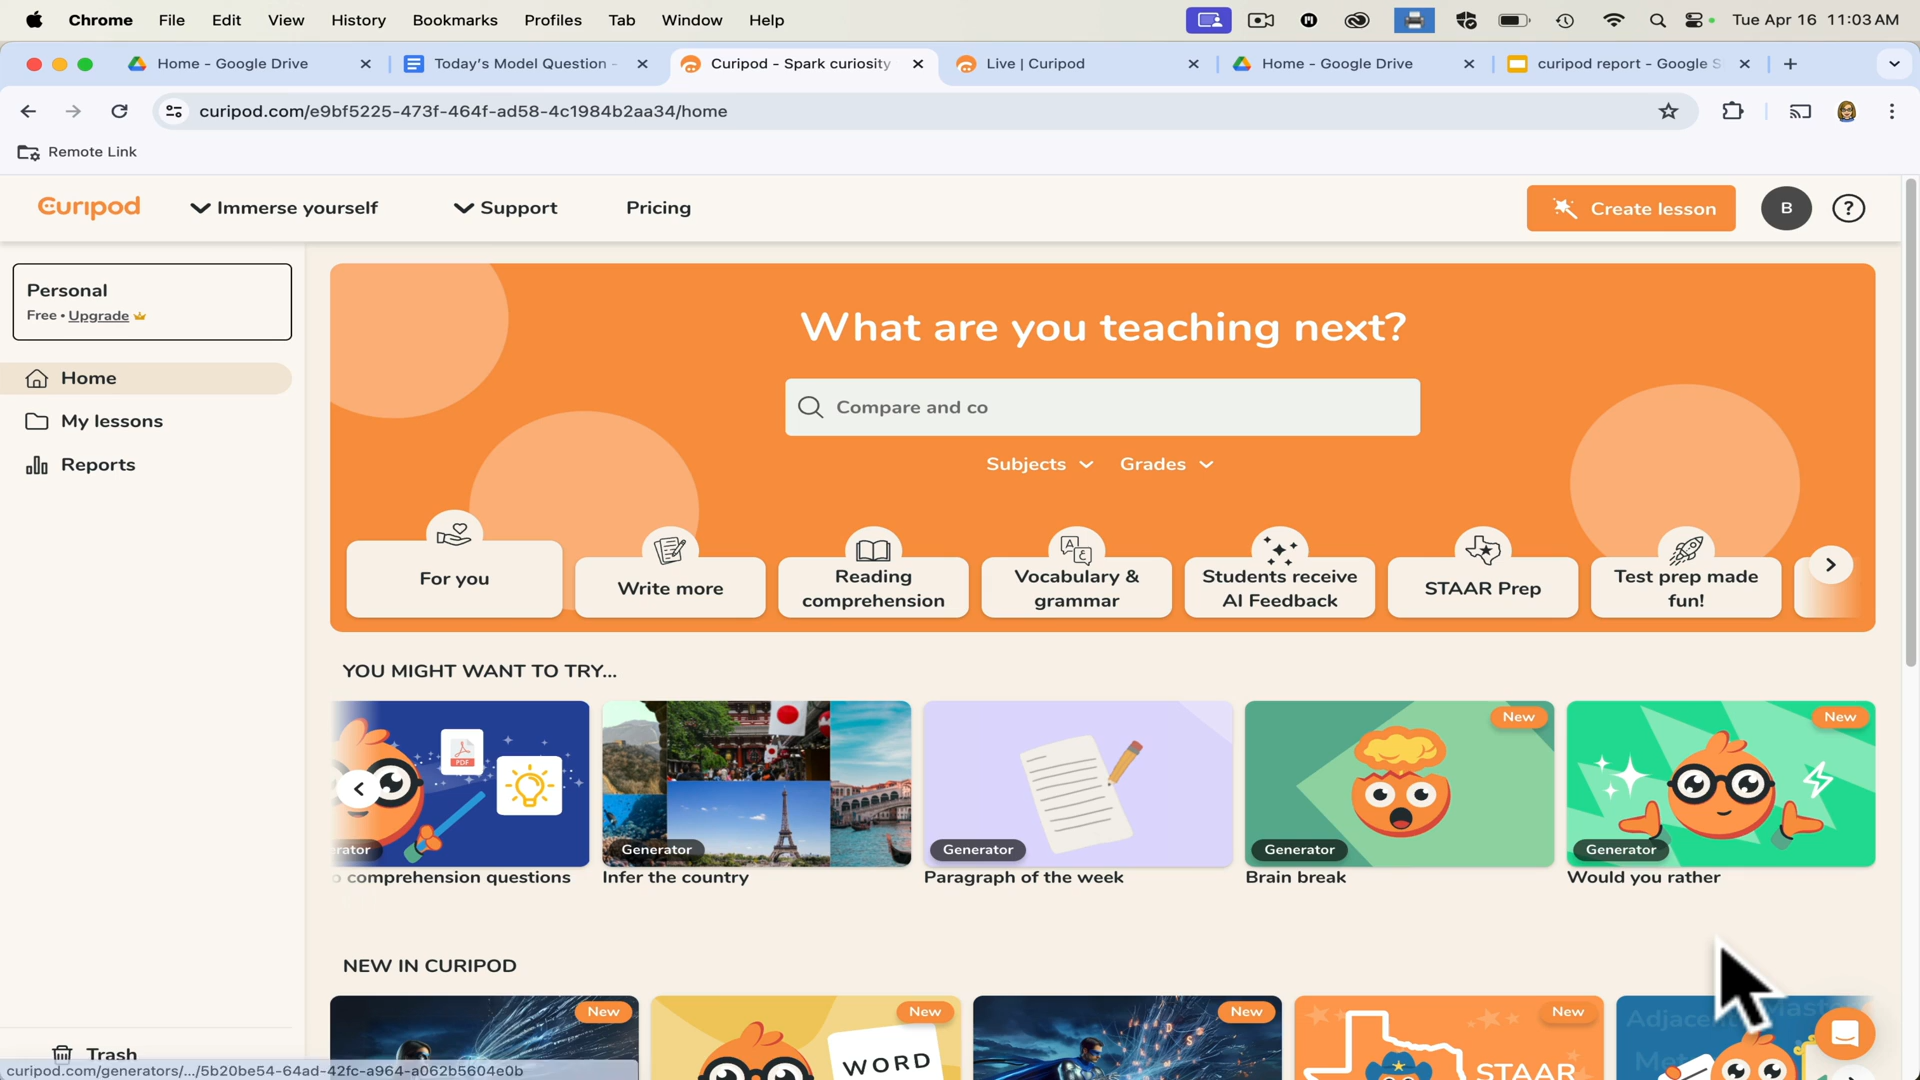 Chrome File Edit View History Bookmarks Profiles Tab Window Help Tue Apr 16 11:03 AM
Home - Google Drive Today's Model Question - Curipod - Spark curiosity Live | Curipod Home - Google Drive curipod report - Google S
curipod.com/e9bf5225-473f-464f-ad58-4c1984b2aa34/home
Remote Link
Curipod Immerse yourself Support Pricing Create lesson B ?
Personal
Free • Upgrade
Home
My lessons
Reports
What are you teaching next?
Compare and co
Subjects Grades
For you
Write more
Reading
comprehension
Vocabulary &
grammar
Students receive
AI Feedback
STAAR Prep
Test prep made
fun!
YOU MIGHT WANT TO TRY...
PDF
New New
rator Generator Generator Generator Generator
comprehension questions Infer the country Paragraph of the week Brain break Would you rather
NEW IN CURIPOD
New New New New
WORD
STAAR
Trash
curipod.com/generators/.../5b20be54-64ad-42fc-a964-a062b5604e0b